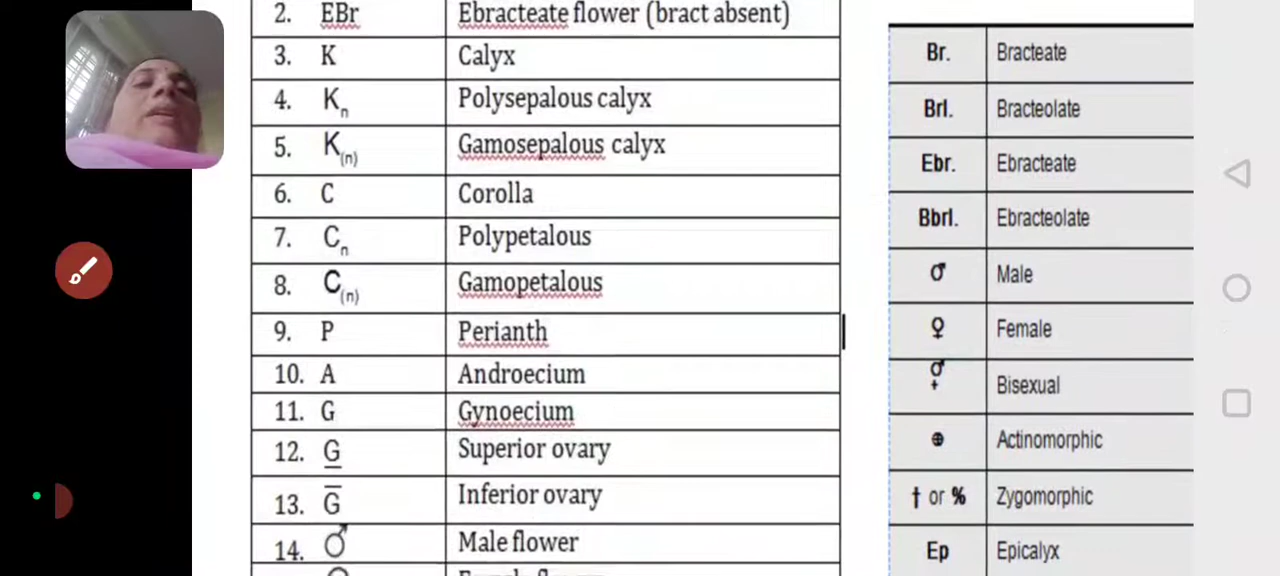 2. EBr Ebracteate flower (bract absent)
3. K Calyx
4. Kn Polysepalous calyx
5. K(n) Gamosepalous calyx
6. C Corolla
7. Cn Polypetalous
8. C(n) Gamopetalous
9. P Perianth
10. A Androecium
11. G Gynoecium
12. G̲ Superior ovary
13. G̅ Inferior ovary
14. ♂ Male flower
Br. Bracteate
Brl. Bracteolate
Ebr. Ebracteate
Bbrl. Ebracteolate
♂ Male
♀ Female
⚥ Bisexual
⊕ Actinomorphic
† or % Zygomorphic
Ep Epicalyx